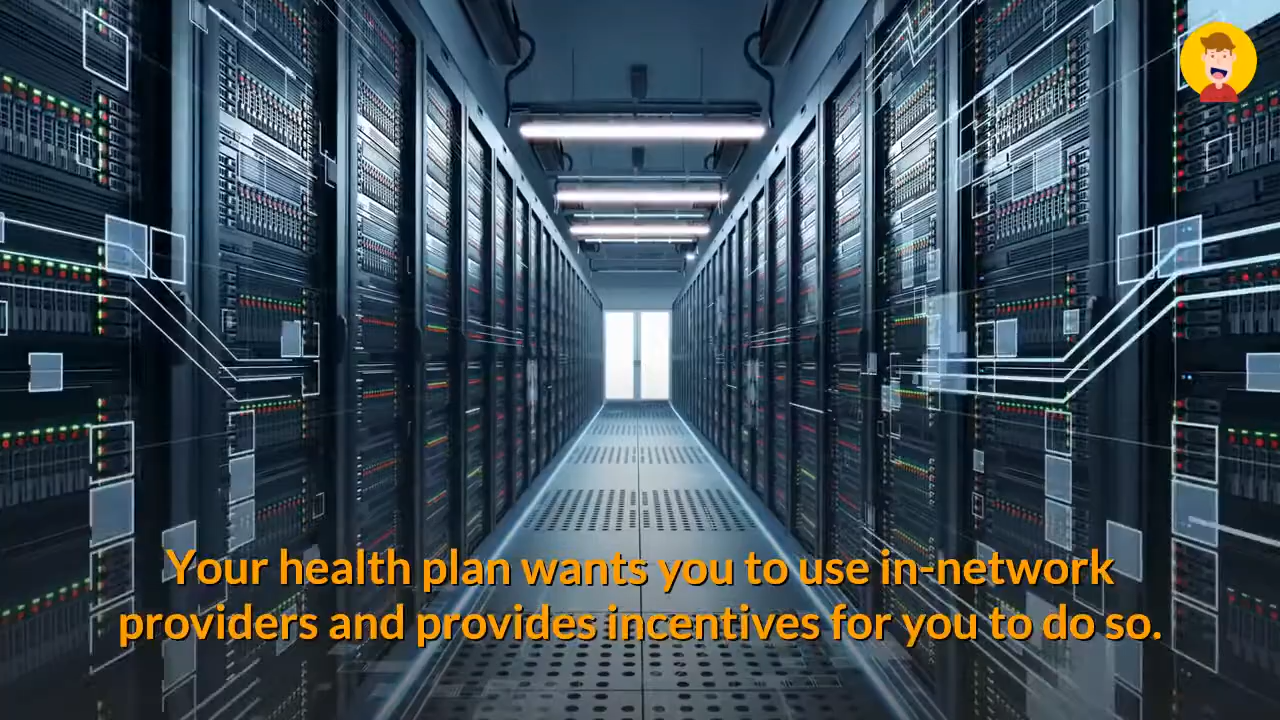 Your health plan wants you to use in-network
providers and provides incentives for you to do so.